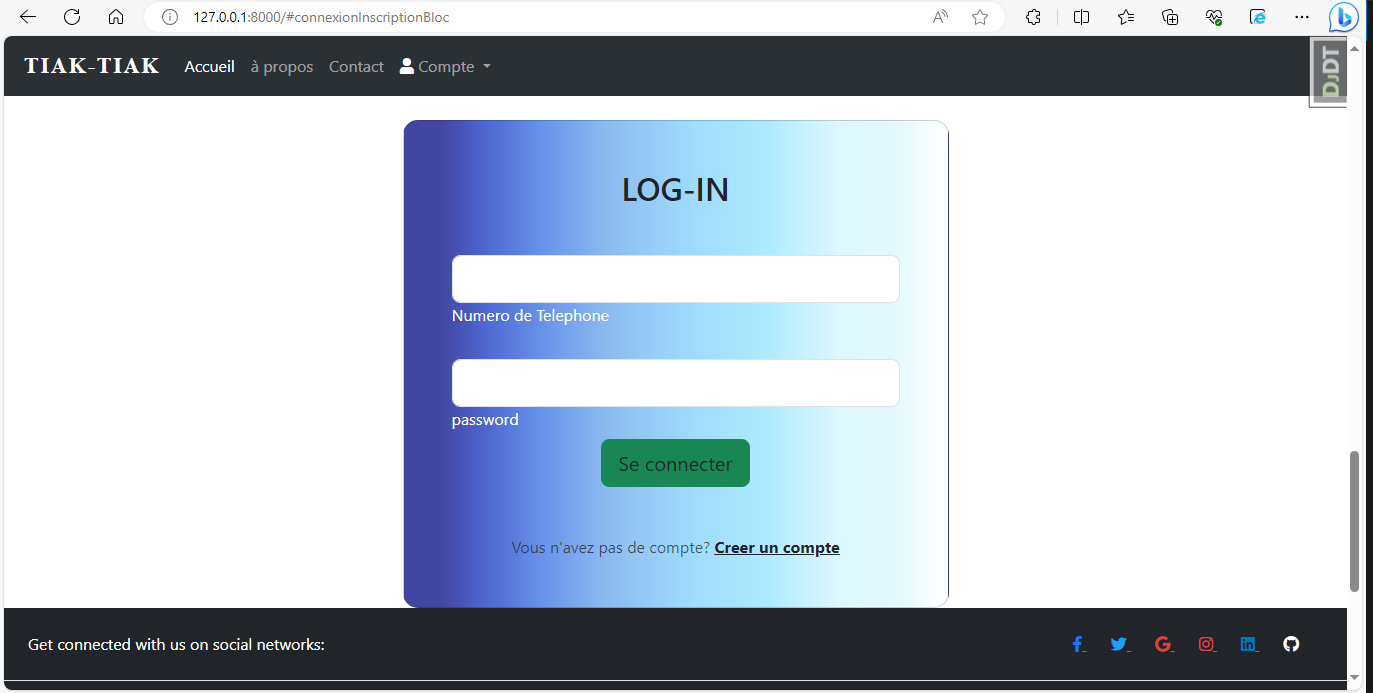 127.0.0.1:8000/#connexionInscriptionBloc
TIAK-TIAK Accueil à propos Contact Compte
DJDT
LOG-IN
Numero de Telephone
password
Se connecter
Vous n'avez pas de compte? Creer un compte
Get connected with us on social networks: